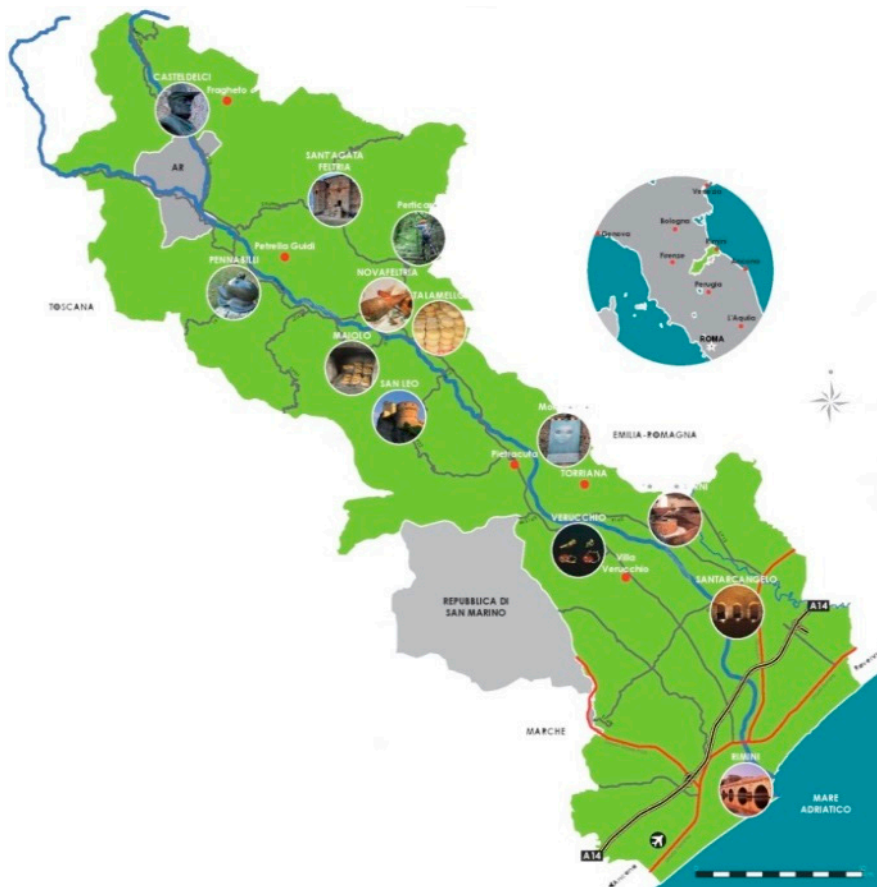 CASTELDELCI
Fragheto
AR
SANT'AGATA
FELTRIA
Petrella Guidi
PENNABILLI
TOSCANA
NOVAFELTRIA
TALAMELLO
MAIOLO
SAN LEO
Venezia
Bologna
Genova
Rimini
Firenze
Ancona
Perugia
L'Aquila
ROMA
EMILIA-ROMAGNA
Pietracuta
TORRIANA
VERUCCHIO
Villa
Verucchio
SANTARCANGELO
A14
REPUBBLICA DI
SAN MARINO
MARCHE
RIMINI
MARE
ADRIATICO
A14